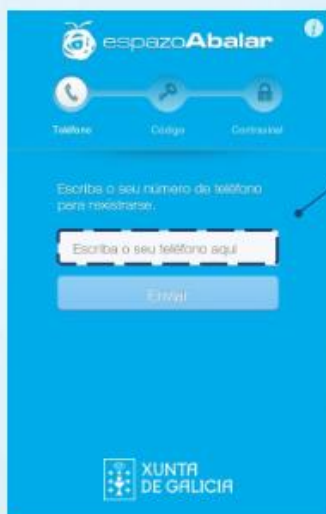 espazoAbalar
i
Teléfono Código Contrasinal
Escriba o seu número de teléfono
para rexistrarse.
Escriba o seu teléfono aquí
Enviar
XUNTA
DE GALICIA